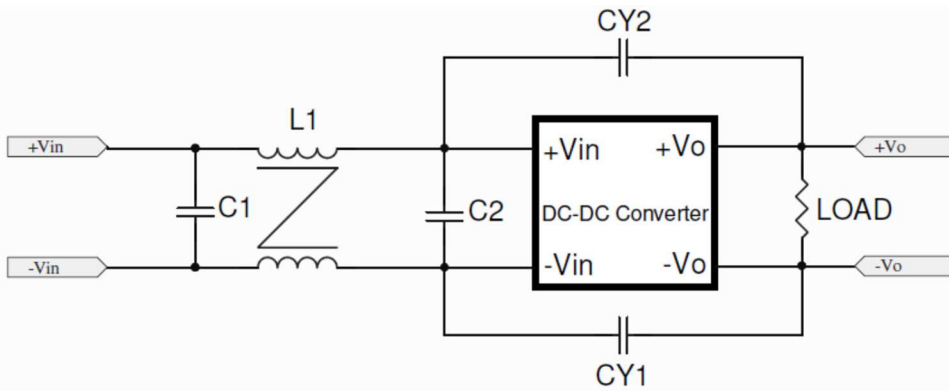 CY2
L1
+Vin
+Vin
+Vo
+Vo
C1
C2
DC-DC Converter
LOAD
-Vin
-Vin
-Vo
-Vo
CY1